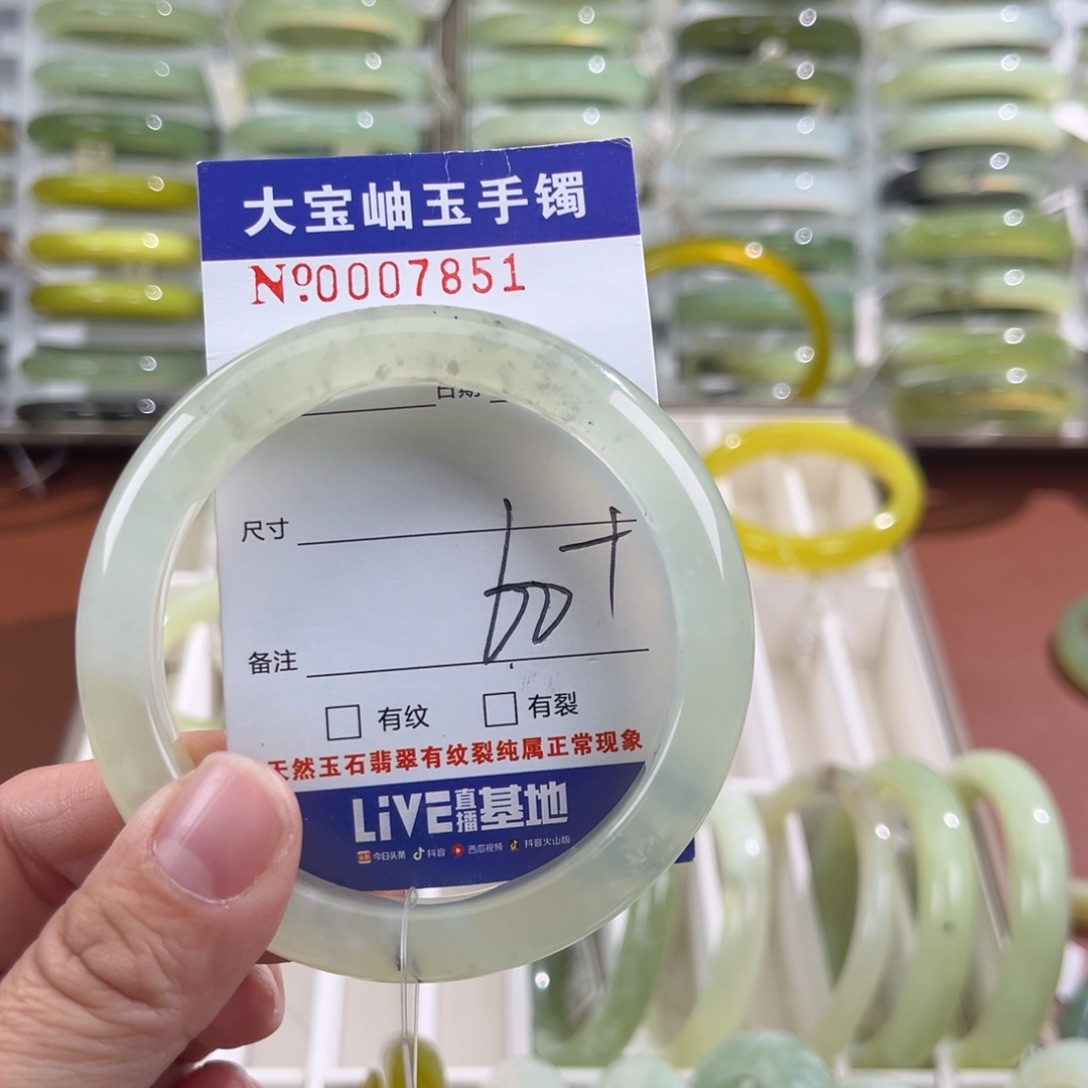 大宝岫玉手镯
Nº:0007851
日期
尺寸
60+
备注
□ 有纹 □ 有裂
天然玉石翡翠有纹裂纯属正常现象
LiVE直播基地
今日头条 抖音 西瓜视频 抖音火山版